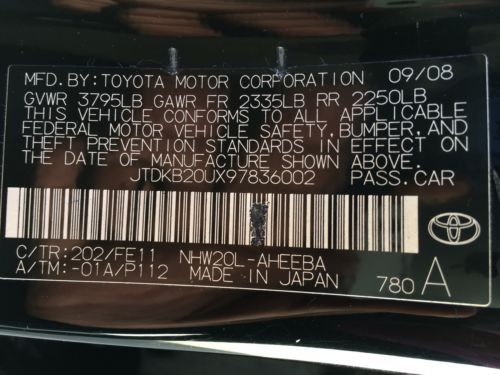 MFD.BY:TOYOTA MOTOR CORPORATION 09/08
GVWR 3795LB GAWR FR 2335LB RR 2250LB
THIS VEHICLE CONFORMS TO ALL APPLICABLE
FEDERAL MOTOR VEHICLE SAFETY,BUMPER,AND
THEFT PREVENTION STANDARDS IN EFFECT ON
THE DATE OF MANUFACTURE SHOWN ABOVE.
JTDKB20UX97836002 PASS.CAR
C/TR:202/FE11 NHW20L-AHEEBA
A/TM:-01A/P112 MADE IN JAPAN 780 A